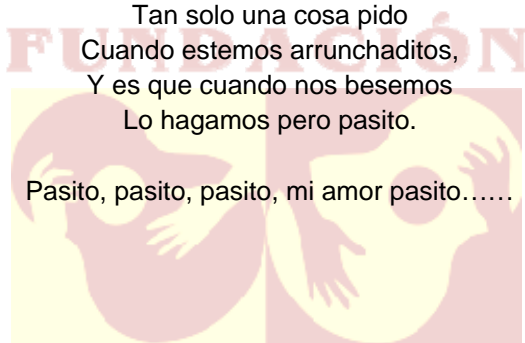 FUNDACIÓN
Tan solo una cosa pido
Cuando estemos arrunchaditos,
Y es que cuando nos besemos
Lo hagamos pero pasito.
Pasito, pasito, pasito, mi amor pasito……